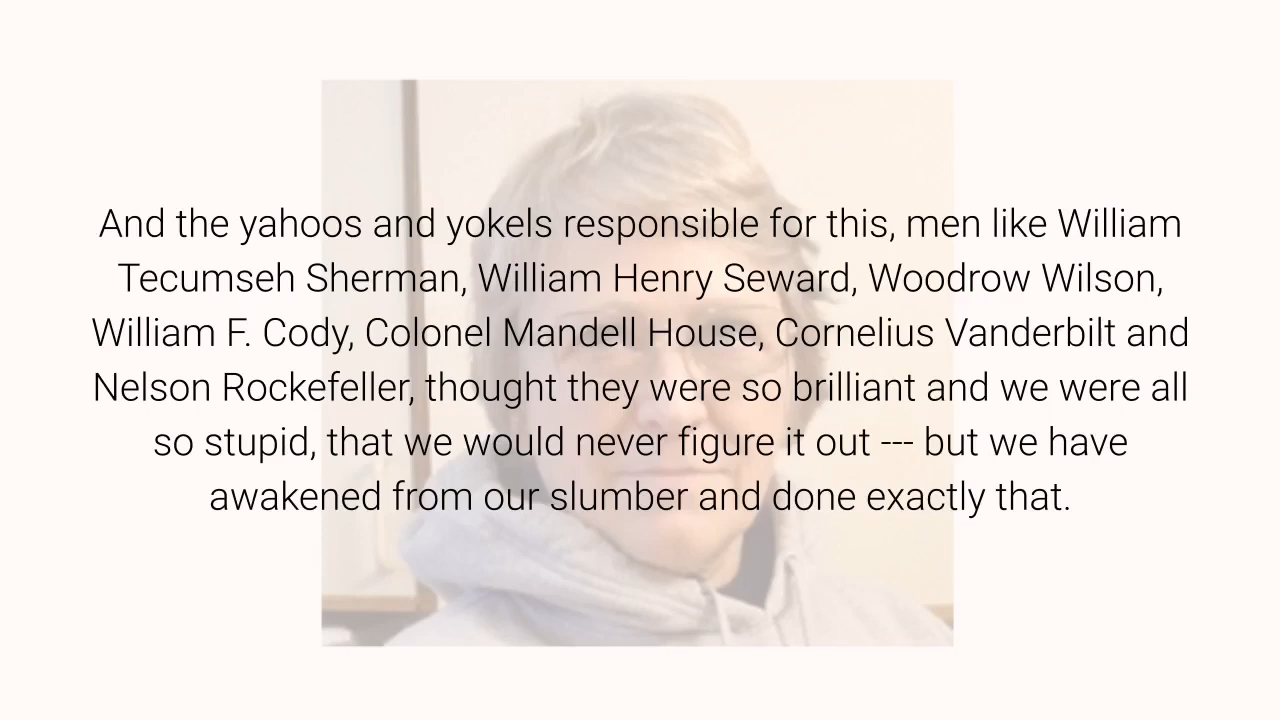 And the yahoos and yokels responsible for this, men like William
Tecumseh Sherman, William Henry Seward, Woodrow Wilson,
William F. Cody, Colonel Mandell House, Cornelius Vanderbilt and
Nelson Rockefeller, thought they were so brilliant and we were all
so stupid, that we would never figure it out --- but we have
awakened from our slumber and done exactly that.